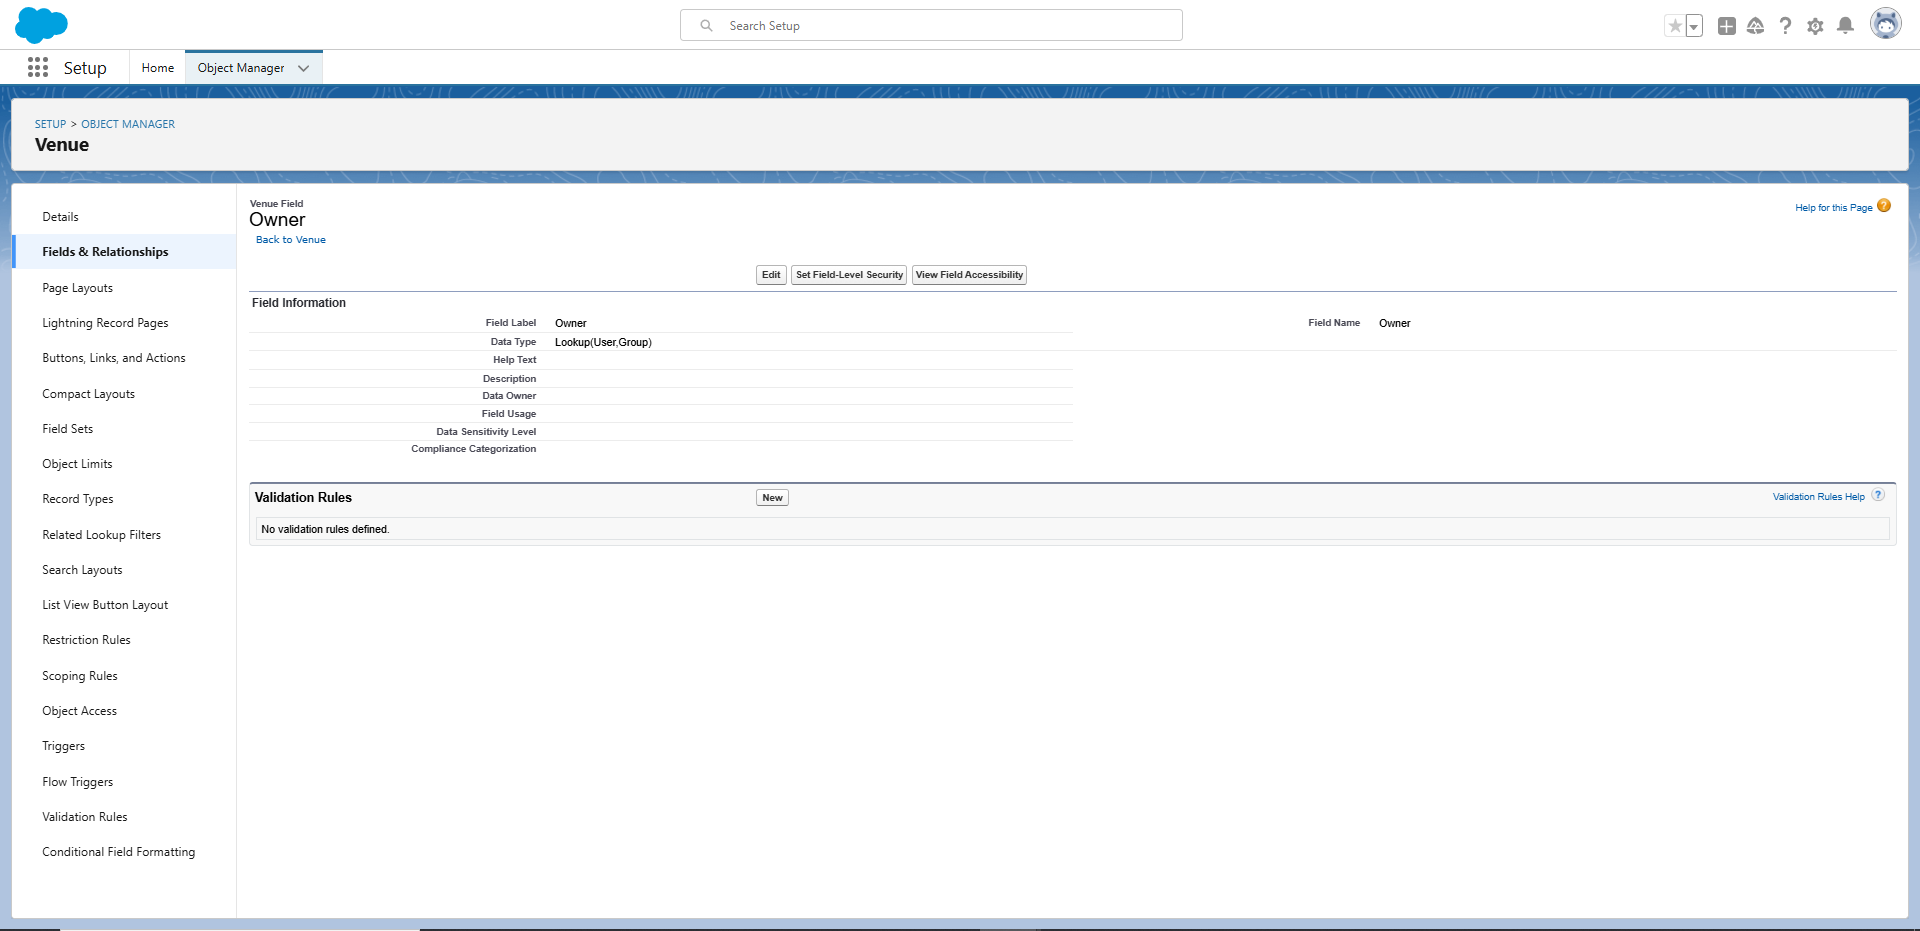 Search Setup
Setup
Home
Object Manager
SETUP > OBJECT MANAGER
Venue
Details
Fields & Relationships
Page Layouts
Lightning Record Pages
Buttons, Links, and Actions
Compact Layouts
Field Sets
Object Limits
Record Types
Related Lookup Filters
Search Layouts
List View Button Layout
Restriction Rules
Scoping Rules
Object Access
Triggers
Flow Triggers
Validation Rules
Conditional Field Formatting
Venue Field
Owner
Back to Venue
Help for this Page ?
Edit Set Field-Level Security View Field Accessibility
Field Information
Field Label Owner Field Name Owner
Data Type Lookup(User,Group)
Help Text
Description
Data Owner
Field Usage
Data Sensitivity Level
Compliance Categorization
Validation Rules New Validation Rules Help ?
No validation rules defined.